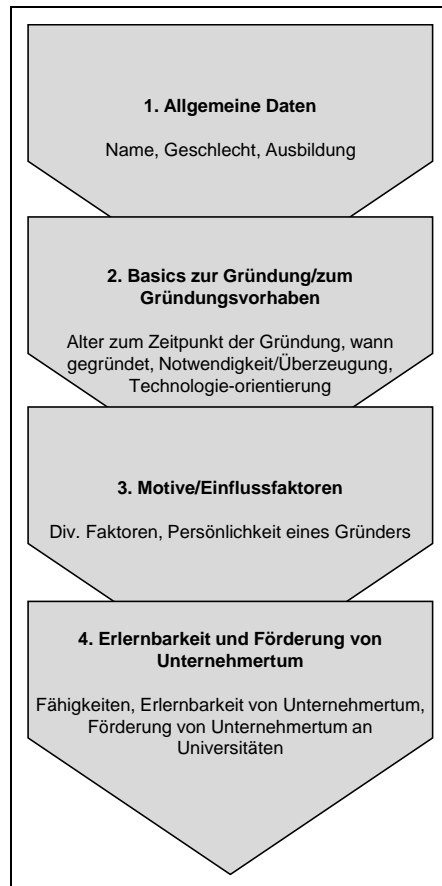 1. Allgemeine Daten
Name, Geschlecht, Ausbildung
2. Basics zur Gründung/zum
Gründungsvorhaben
Alter zum Zeitpunkt der Gründung, wann
gegründet, Notwendigkeit/Überzeugung,
Technologie-orientierung
3. Motive/Einflussfaktoren
Div. Faktoren, Persönlichkeit eines Gründers
4. Erlernbarkeit und Förderung von
Unternehmertum
Fähigkeiten, Erlernbarkeit von Unternehmertum,
Förderung von Unternehmertum an
Universitäten